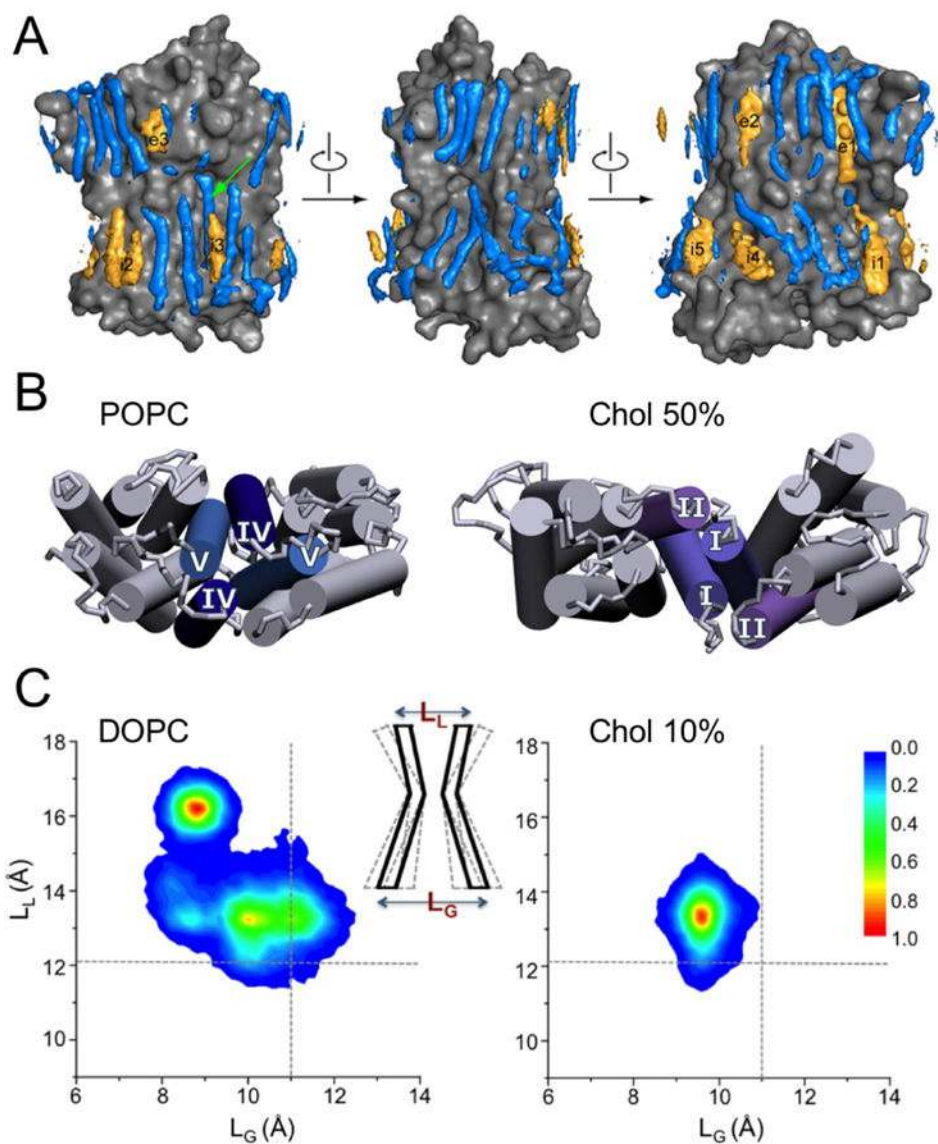 A
e3
i2
i3
e2
e1
i5
i4
i1
B
POPC
Chol 50%
V
IV
V
IV
II
I
I
II
C
DOPC
L_L
Chol 10%
18
16
14
12
10
L_L (Å)
6 8 10 12 14
L_G (Å)
L_G
18
16
14
12
10
6 8 10 12 14
L_G (Å)
0.0
0.2
0.4
0.6
0.8
1.0